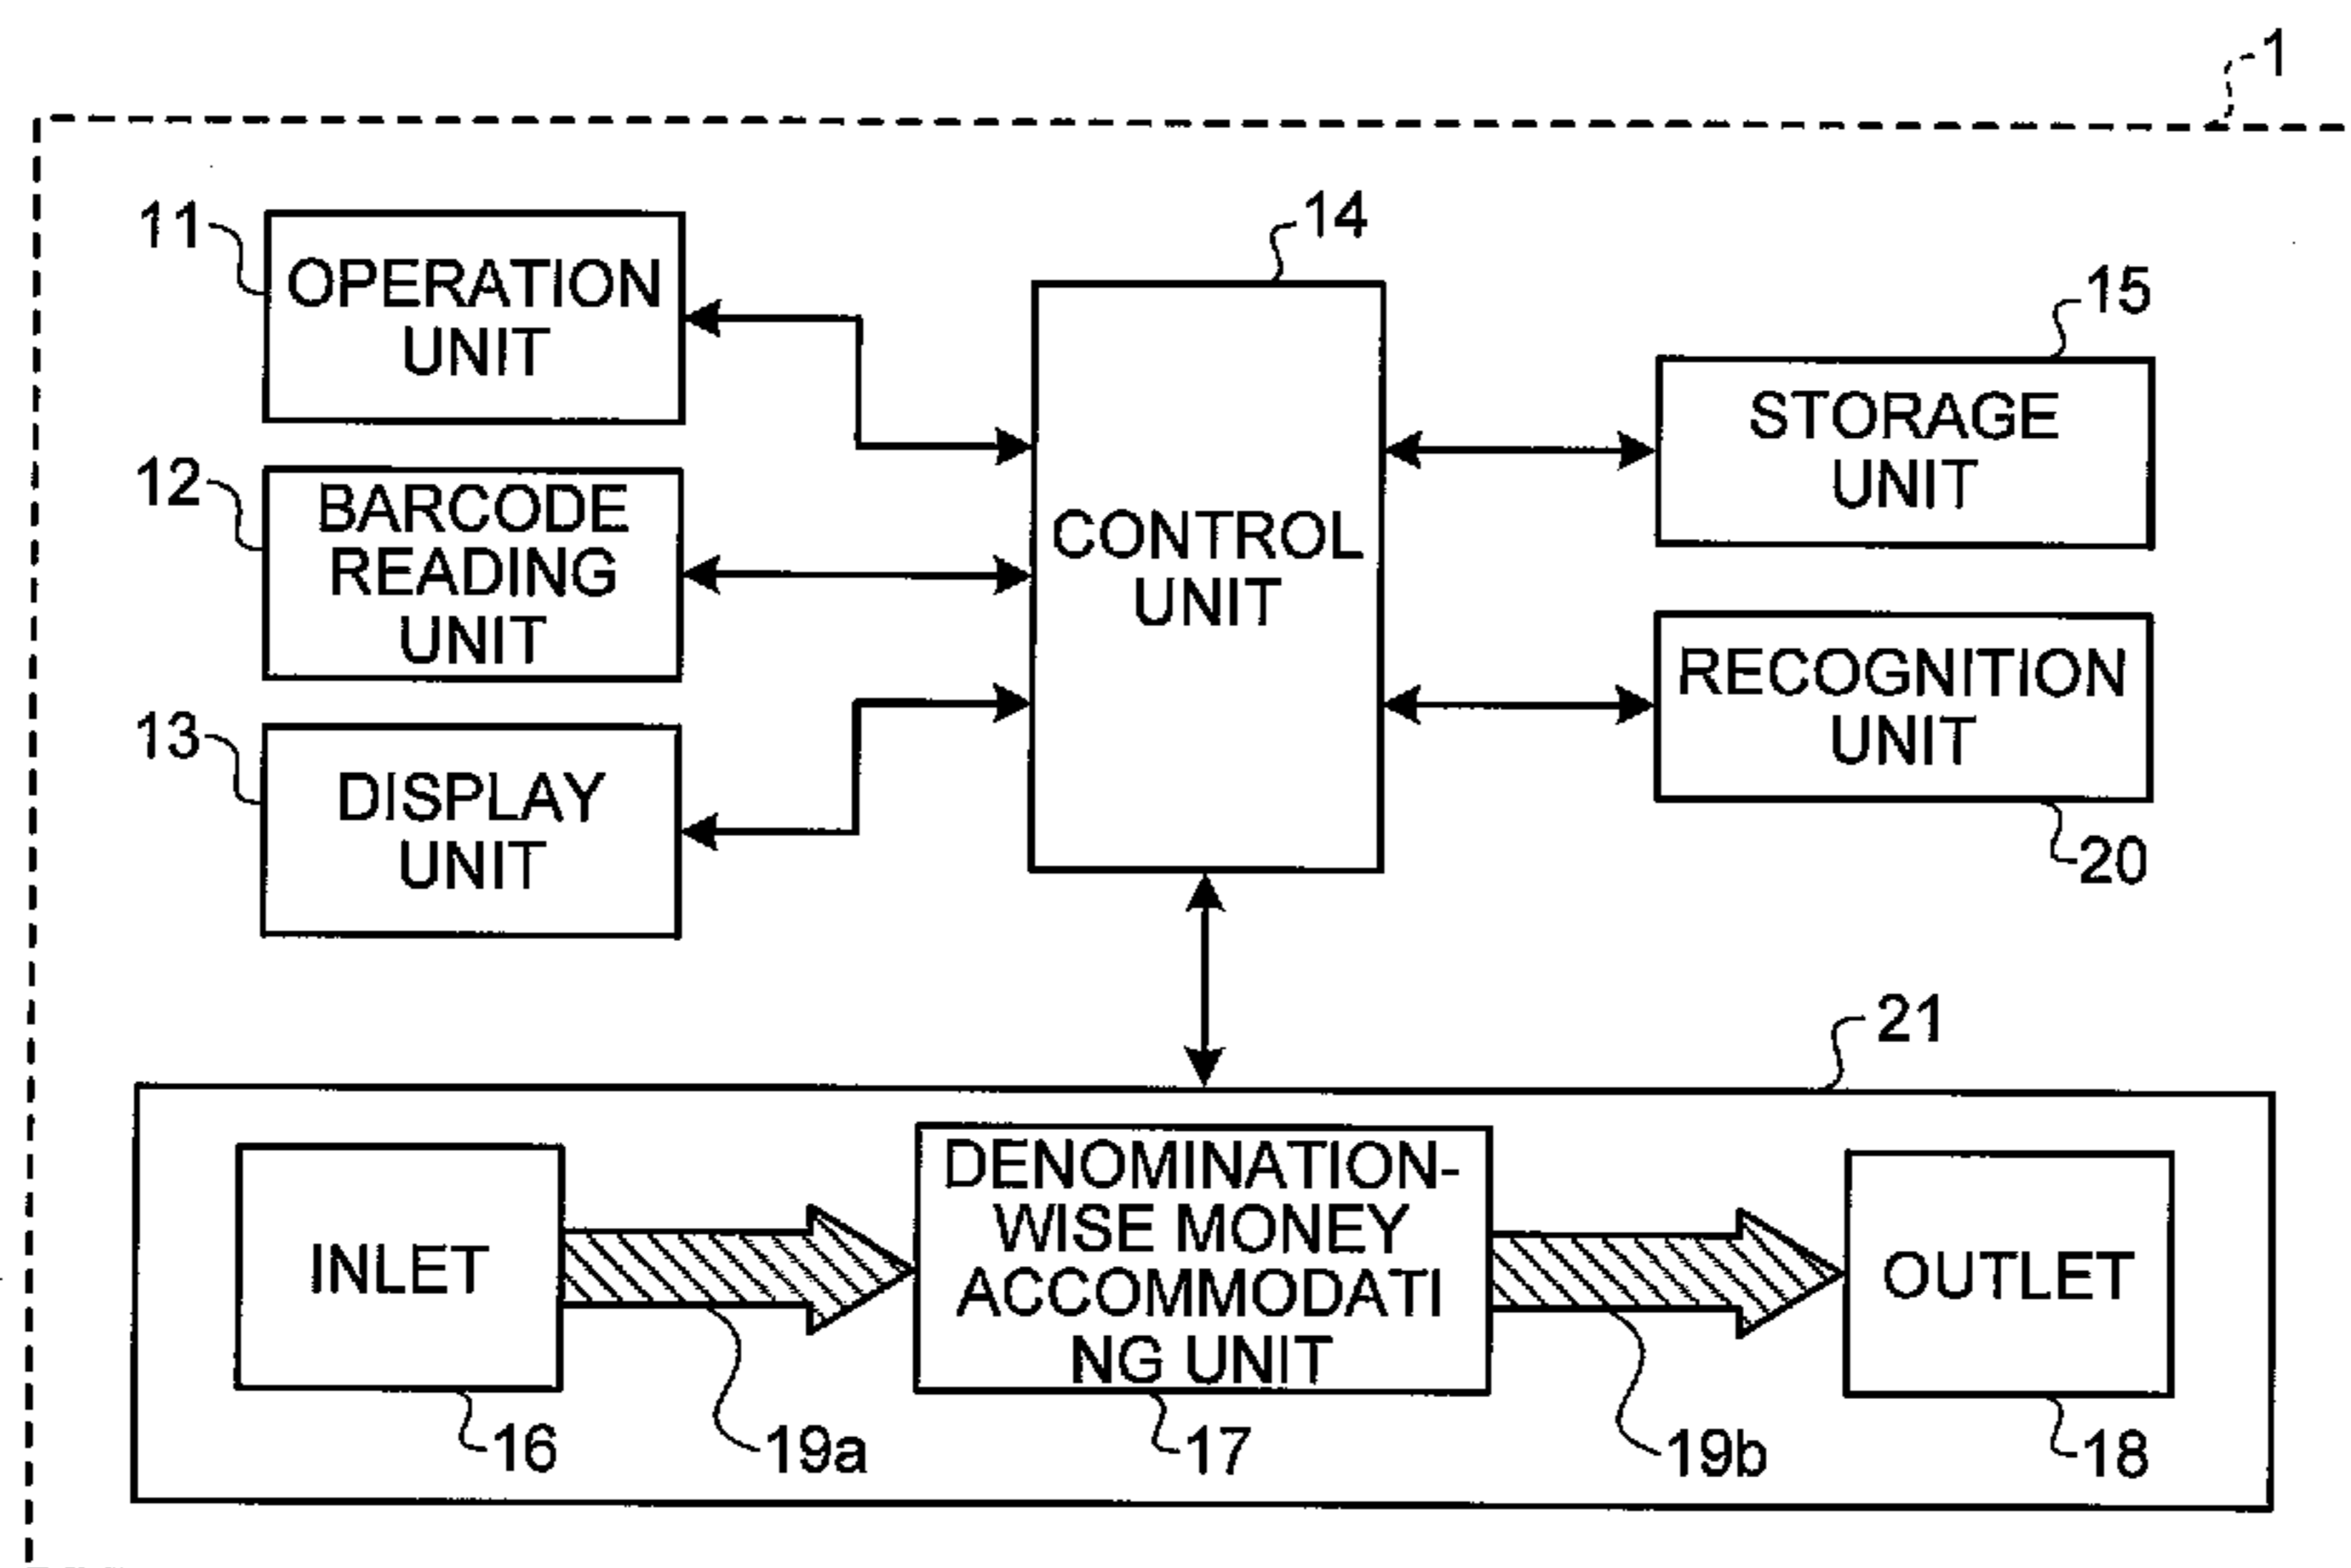 1
11
OPERATION
UNIT
14
15
STORAGE
UNIT
12
BARCODE
READING
UNIT
CONTROL
UNIT
RECOGNITION
UNIT
20
13
DISPLAY
UNIT
21
INLET
DENOMINATION-
WISE MONEY
ACCOMMODATI
NG UNIT
OUTLET
16
19a
17
19b
18